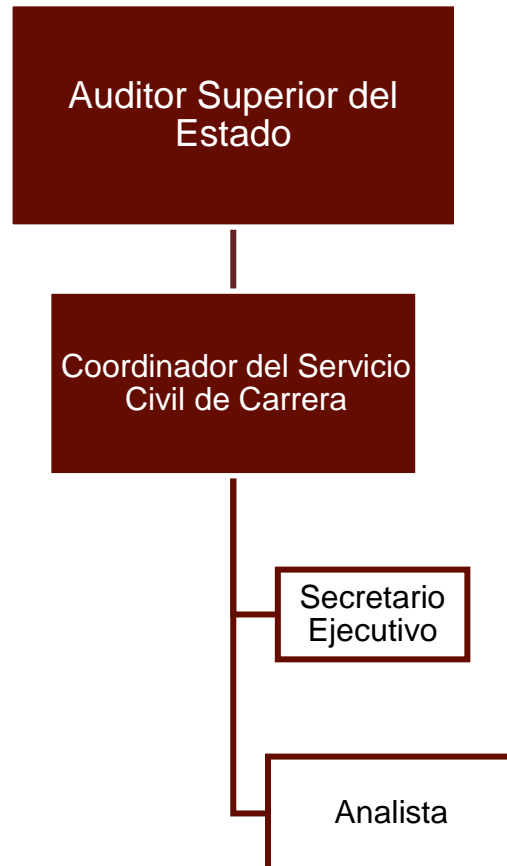 Auditor Superior del
Estado
Coordinador del Servicio
Civil de Carrera
Secretario
Ejecutivo
Analista